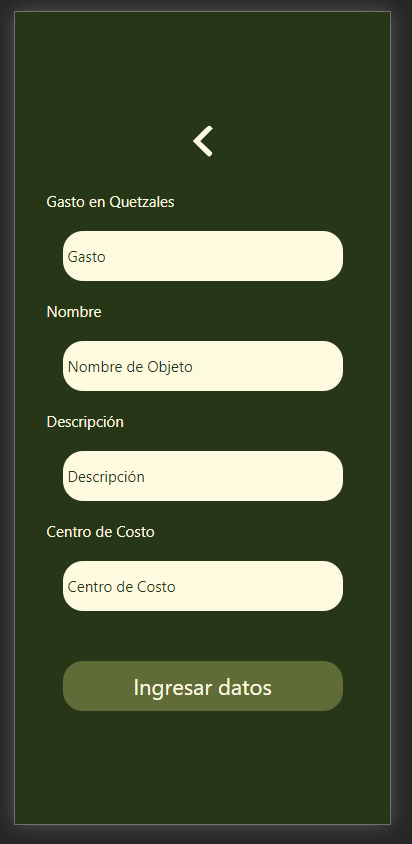 Gasto en Quetzales
Gasto
Nombre
Nombre de Objeto
Descripción
Descripción
Centro de Costo
Centro de Costo
Ingresar datos